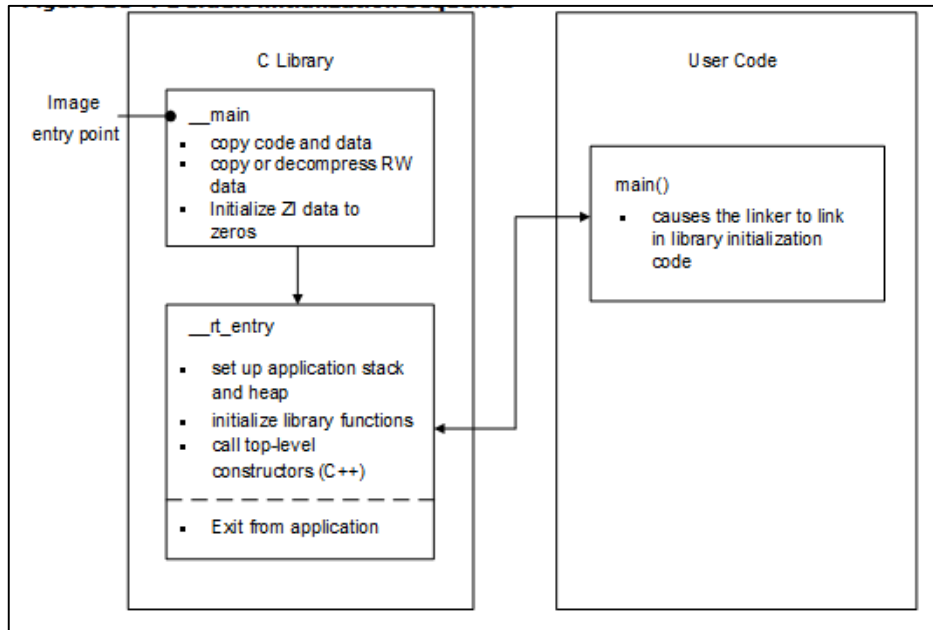 C Library
User Code
Image
entry point
__main
▪ copy code and data
▪ copy or decompress RW
data
▪ Initialize ZI data to
zeros
main()
▪ causes the linker to link
in library initialization
code
__rt_entry
▪ set up application stack
and heap
▪ initialize library functions
▪ call top-level
constructors (C++)
▪ Exit from application